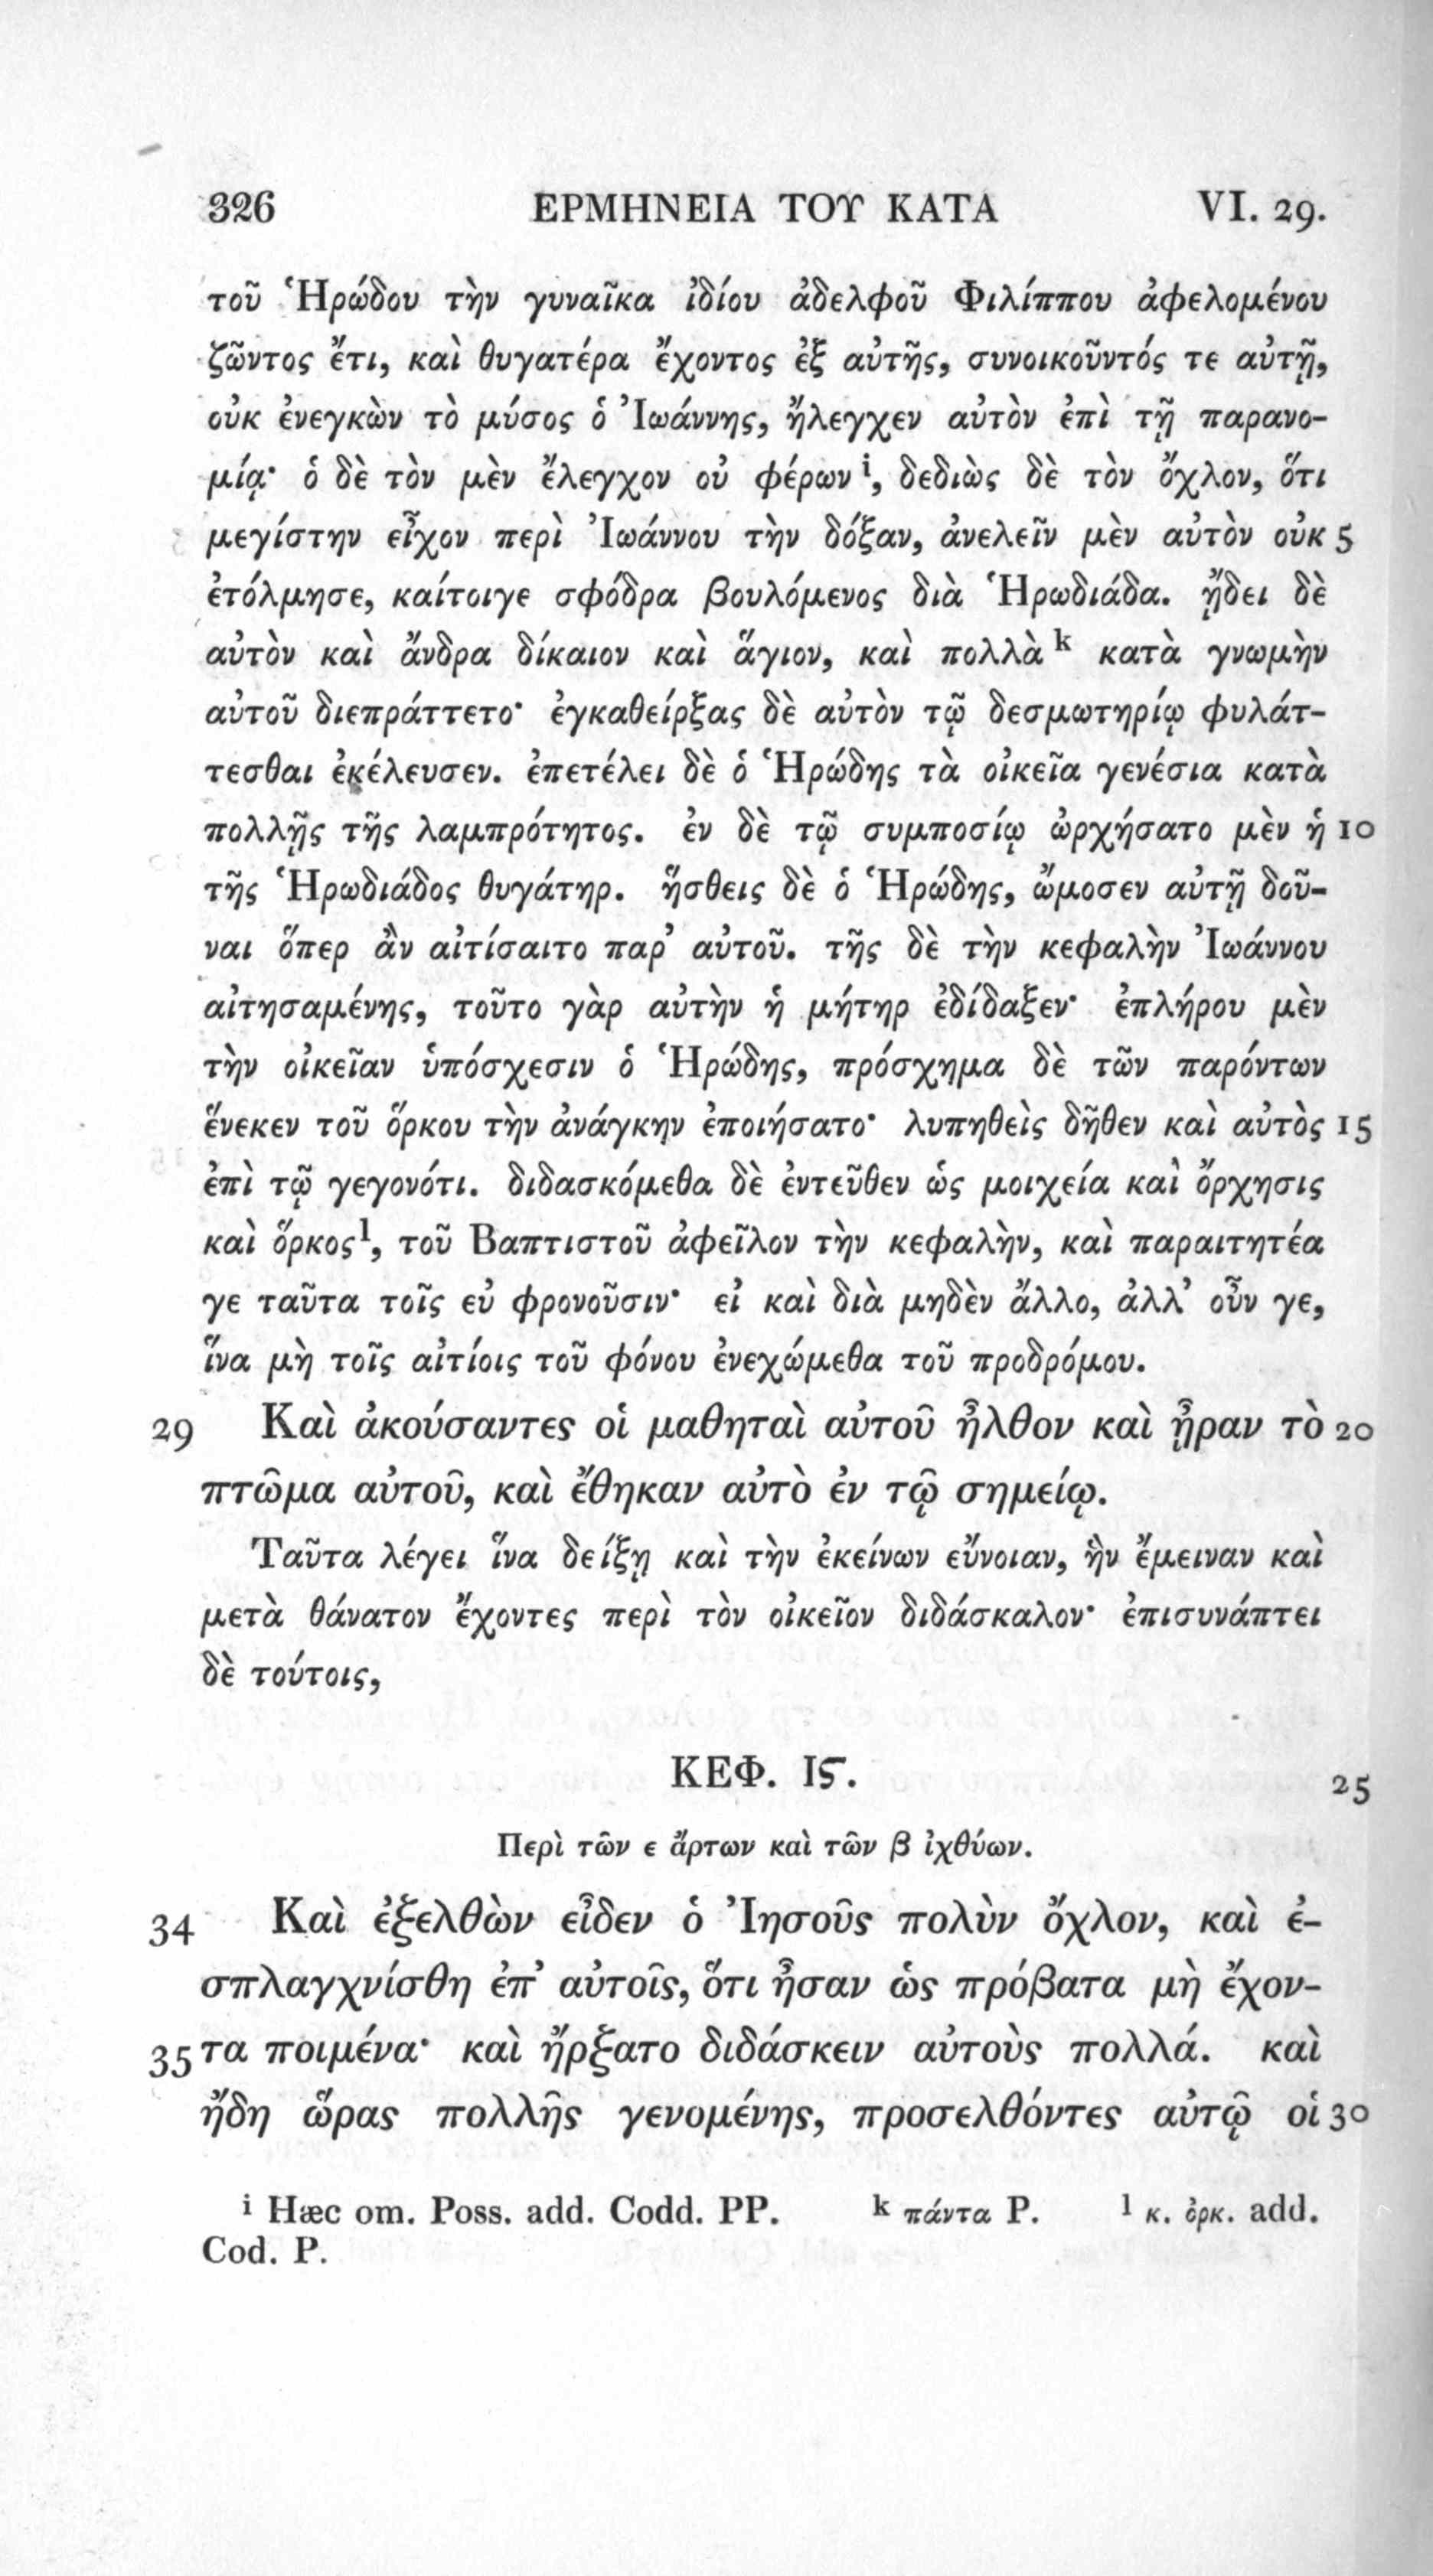 326 ΕΡΜΗΝΕΙΑ ΤΟΥ ΚΑΤΑ VI. 29.
τοῦ Ἡρώδου τὴν γυναῖκα ἰδίου ἀδελφοῦ Φιλίππου ἀφελομένου
ζῶντος ἔτι, καὶ θυγατέρα ἔχοντος ἐξ αὐτῆς, συνοικοῦντός τε αὐτῇ,
οὐκ ἐνεγκὼν τὸ μύσος ὁ Ἰωάννης, ἤλεγχεν αὐτὸν ἐπὶ τῇ παρανο-
μίᾳ· ὁ δὲ τὸν μὲν ἔλεγχον οὐ φέρων i, δεδιὼς δὲ τὸν ὄχλον, ὅτι
μεγίστην εἶχον περὶ Ἰωάννου τὴν δόξαν, ἀνελεῖν μὲν αὐτὸν οὐκ 5
ἐτόλμησε, καίτοιγε σφόδρα βουλόμενος διὰ Ἡρωδιάδα. ᾔδει δὲ
αὐτὸν καὶ ἄνδρα δίκαιον καὶ ἅγιον, καὶ πολλὰ k κατὰ γνωμὴν
αὐτοῦ διεπράττετο· ἐγκαθείρξας δὲ αὐτὸν τῷ δεσμωτηρίῳ φυλάτ-
τεσθαι ἐκέλευσεν. ἐπετέλει δὲ ὁ Ἡρώδης τὰ οἰκεῖα γενέσια κατὰ
πολλῇς τῆς λαμπρότητος. ἐν δὲ τῷ συμποσίῳ ὠρχήσατο μὲν ἡ 10
τῆς Ἡρωδιάδος θυγάτηρ. ἥσθεις δὲ ὁ Ἡρώδης, ὤμοσεν αὐτῇ δοῦ-
ναι ὅπερ ἂν αἰτίσαιτο παρ’ αὐτοῦ. τῆς δὲ τὴν κεφαλὴν Ἰωάννου
αἰτησαμένης, τοῦτο γὰρ αὐτὴν ἡ μήτηρ ἐδίδαξεν· ἐπλήρου μὲν
τὴν οἰκεῖαν ὑπόσχεσιν ὁ Ἡρώδης, πρόσχημα δὲ τῶν παρόντων
ἕνεκεν τοῦ ὅρκου τὴν ἀνάγκην ἐποιήσατο· λυπηθεὶς δῆθεν καὶ αὐτὸς 15
ἐπὶ τῷ γεγονότι. διδασκόμεθα δὲ ἐντεῦθεν ὡς μοιχεία καὶ ὄρχησις
καὶ ὅρκος l, τοῦ Βαπτιστοῦ ἀφεῖλον τὴν κεφαλὴν, καὶ παραιτητέα
γε ταῦτα τοῖς εὐ φρονοῦσιν· εἰ καὶ διὰ μηδὲν ἄλλο, ἀλλ’ οὖν γε,
ἵνα μὴ τοῖς αἰτίοις τοῦ φόνου ἐνεχώμεθα τοῦ προδρόμου.
29 Καὶ ἀκούσαντες οἱ μαθηταὶ αὐτοῦ ἦλθον καὶ ᾖραν τὸ 20
πτῶμα αὐτοῦ, καὶ ἔθηκαν αὐτὸ ἐν τῷ σημείῳ.
Ταῦτα λέγει ἵνα δείξῃ καὶ τὴν ἐκείνων εὔνοιαν, ἣν ἔμειναν καὶ
μετὰ θάνατον ἔχοντες περὶ τὸν οἰκεῖον διδάσκαλον· ἐπισυνάπτει
δὲ τούτοις,
ΚΕΦ. Ιϛ. 25
Περὶ τῶν ε ἄρτων καὶ τῶν β ἰχθύων.
34 Καὶ ἐξελθὼν εἶδεν ὁ Ἰησοῦς πολὺν ὄχλον, καὶ ἐ-
σπλαγχνίσθη ἐπ’ αὐτοῖς, ὅτι ἦσαν ὡς πρόβατα μὴ ἔχον-
35 τα ποιμένα· καὶ ἤρξατο διδάσκειν αὐτοὺς πολλά. καὶ
ἤδη ὥρας πολλῆς γενομένης, προσελθόντες αὐτῷ οἱ 30
i Hæc om. Poss. add. Codd. PP. k πάντα P. l κ. ὀρκ. add.
Cod. P.